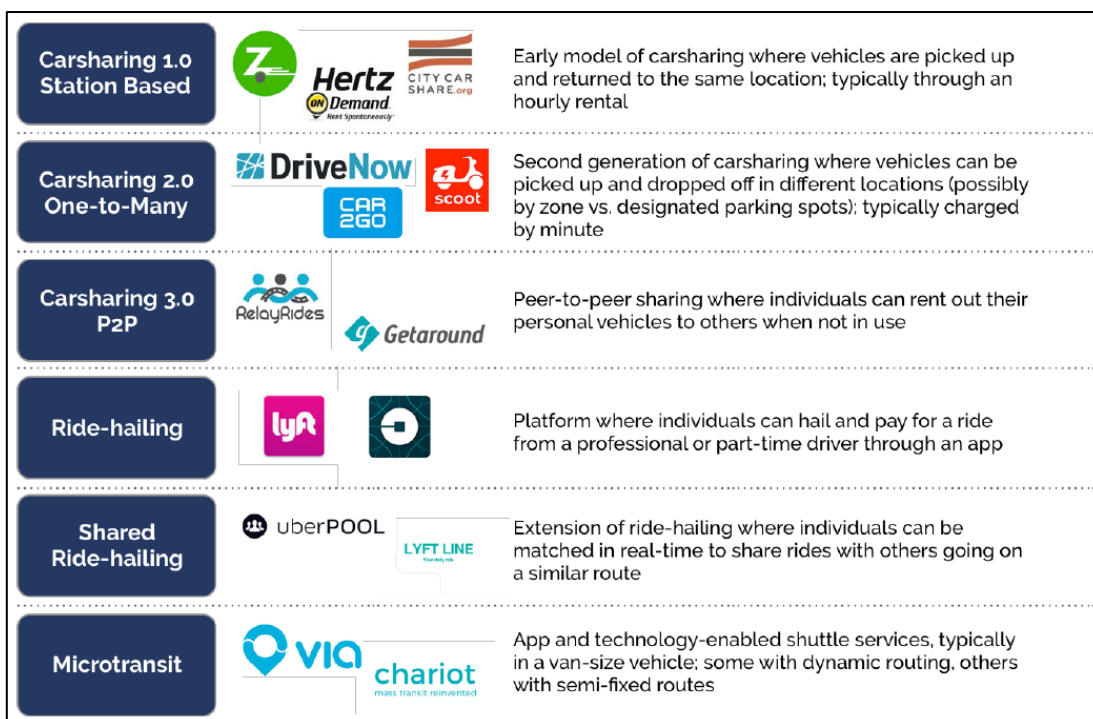 Carsharing 1.0
Station Based
Z
Hertz
ON Demand
Rent Spontaneously
CITY CAR
SHARE.org
Early model of carsharing where vehicles are picked up
and returned to the same location; typically through an
hourly rental
Carsharing 2.0
One-to-Many
DriveNow
CAR
2GO
scoot
Second generation of carsharing where vehicles can be
picked up and dropped off in different locations (possibly
by zone vs. designated parking spots); typically charged
by minute
Carsharing 3.0
P2P
RelayRides
Getaround
Peer-to-peer sharing where individuals can rent out their
personal vehicles to others when not in use
Ride-hailing
lyft
Platform where individuals can hail and pay for a ride
from a professional or part-time driver through an app
Shared
Ride-hailing
uberPOOL
LYFT LINE
Your daily ride
Extension of ride-hailing where individuals can be
matched in real-time to share rides with others going on
a similar route
Microtransit
via
chariot
mass transit reinvented
App and technology-enabled shuttle services, typically
in a van-size vehicle; some with dynamic routing, others
with semi-fixed routes